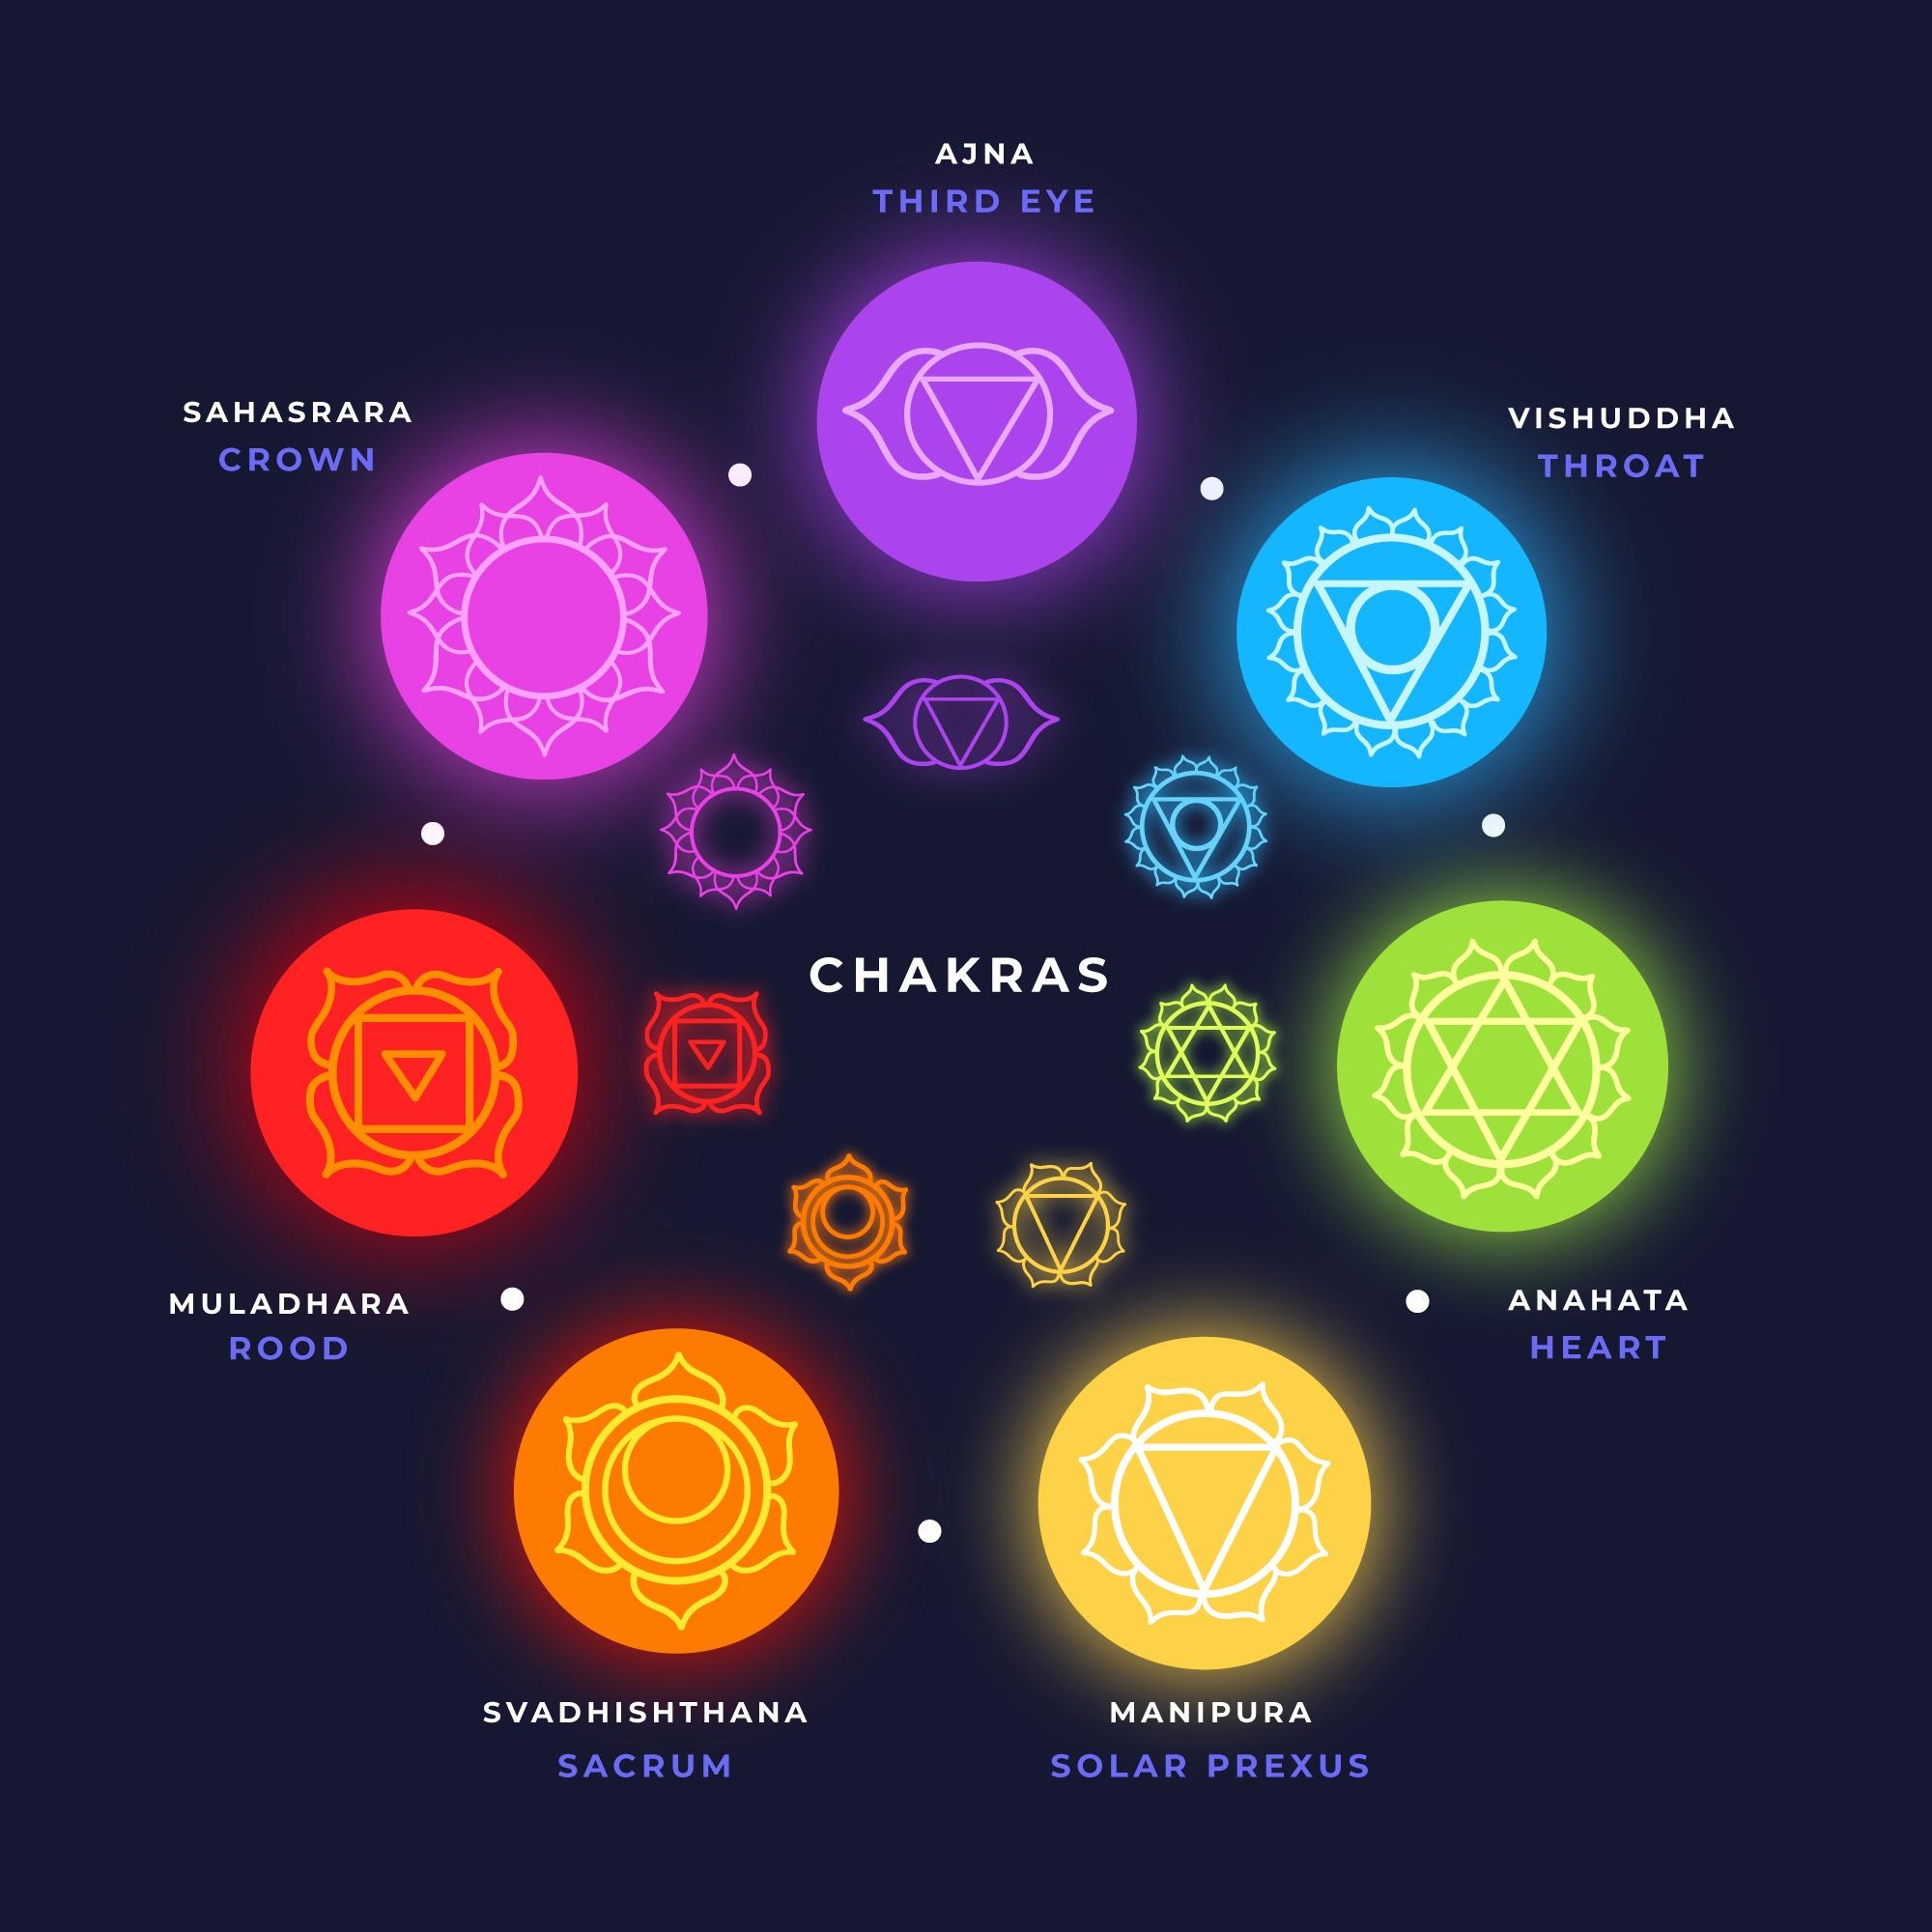 AJNA
THIRD EYE
SAHASRARA
CROWN
VISHUDDHA
THROAT
CHAKRAS
MULADHARA
ROOD
ANAHATA
HEART
SVADHISHTHANA
SACRUM
MANIPURA
SOLAR PREXUS